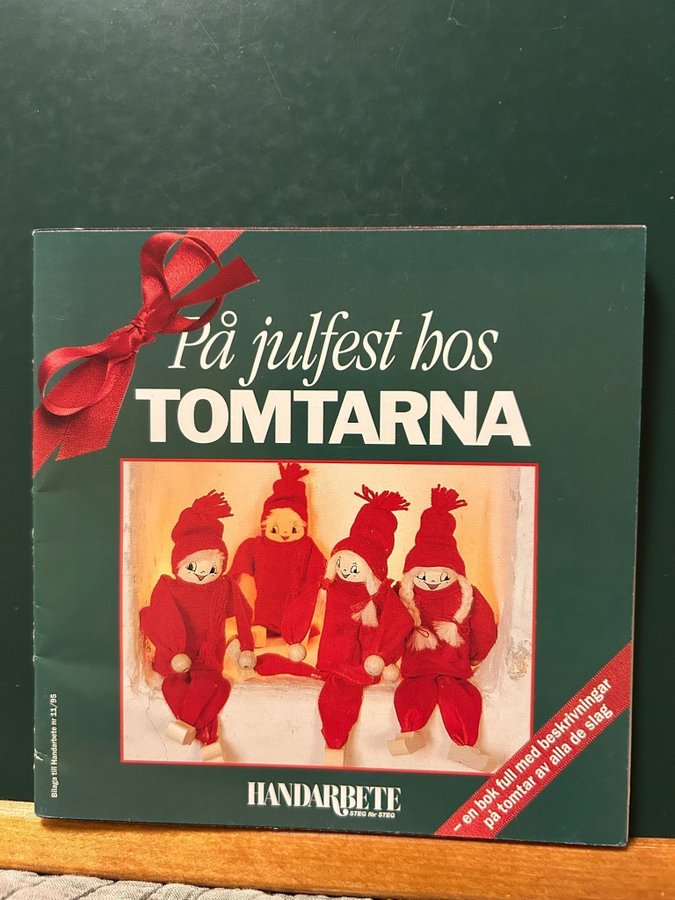 På julfest hos
TOMTARNA
Bilaga till Handarbete nr 11/95
– en bok full med beskrivningar
på tomtar av alla de slag
HANDARBETE
STEG för STEG